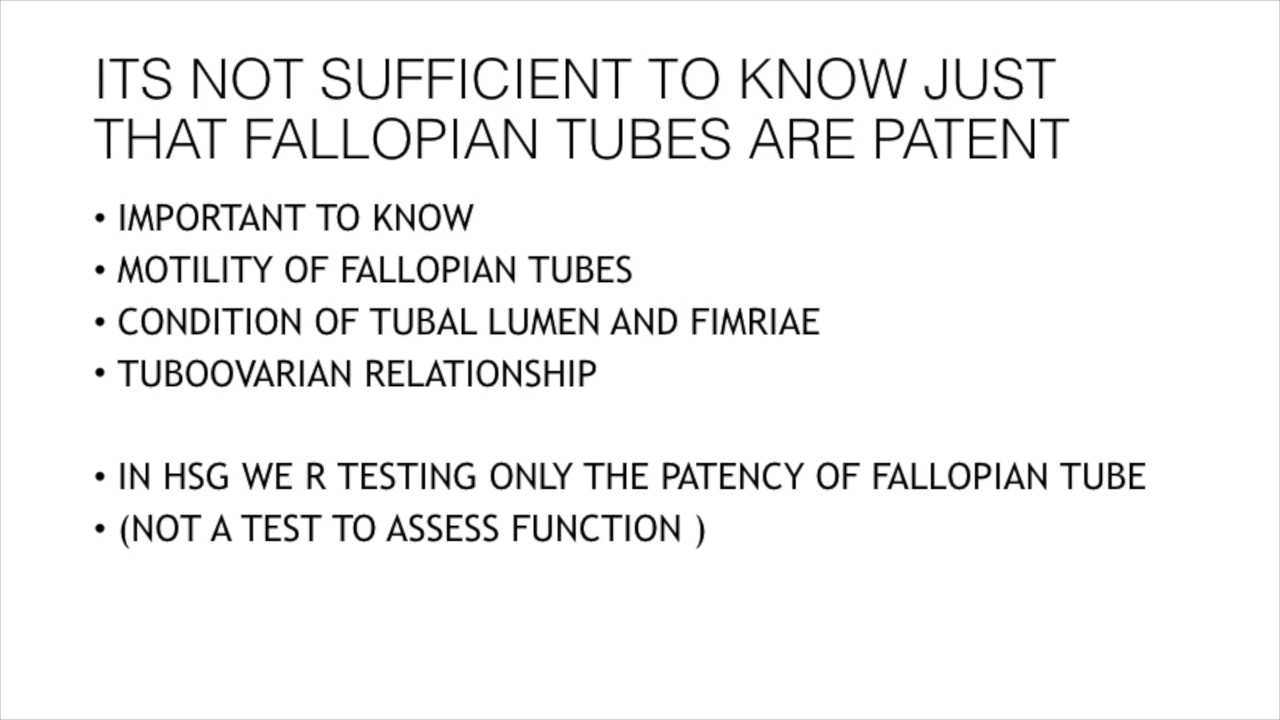 ITS NOT SUFFICIENT TO KNOW JUST
THAT FALLOPIAN TUBES ARE PATENT
• IMPORTANT TO KNOW
• MOTILITY OF FALLOPIAN TUBES
• CONDITION OF TUBAL LUMEN AND FIMRIAE
• TUBOOVARIAN RELATIONSHIP
• IN HSG WE R TESTING ONLY THE PATENCY OF FALLOPIAN TUBE
• (NOT A TEST TO ASSESS FUNCTION )